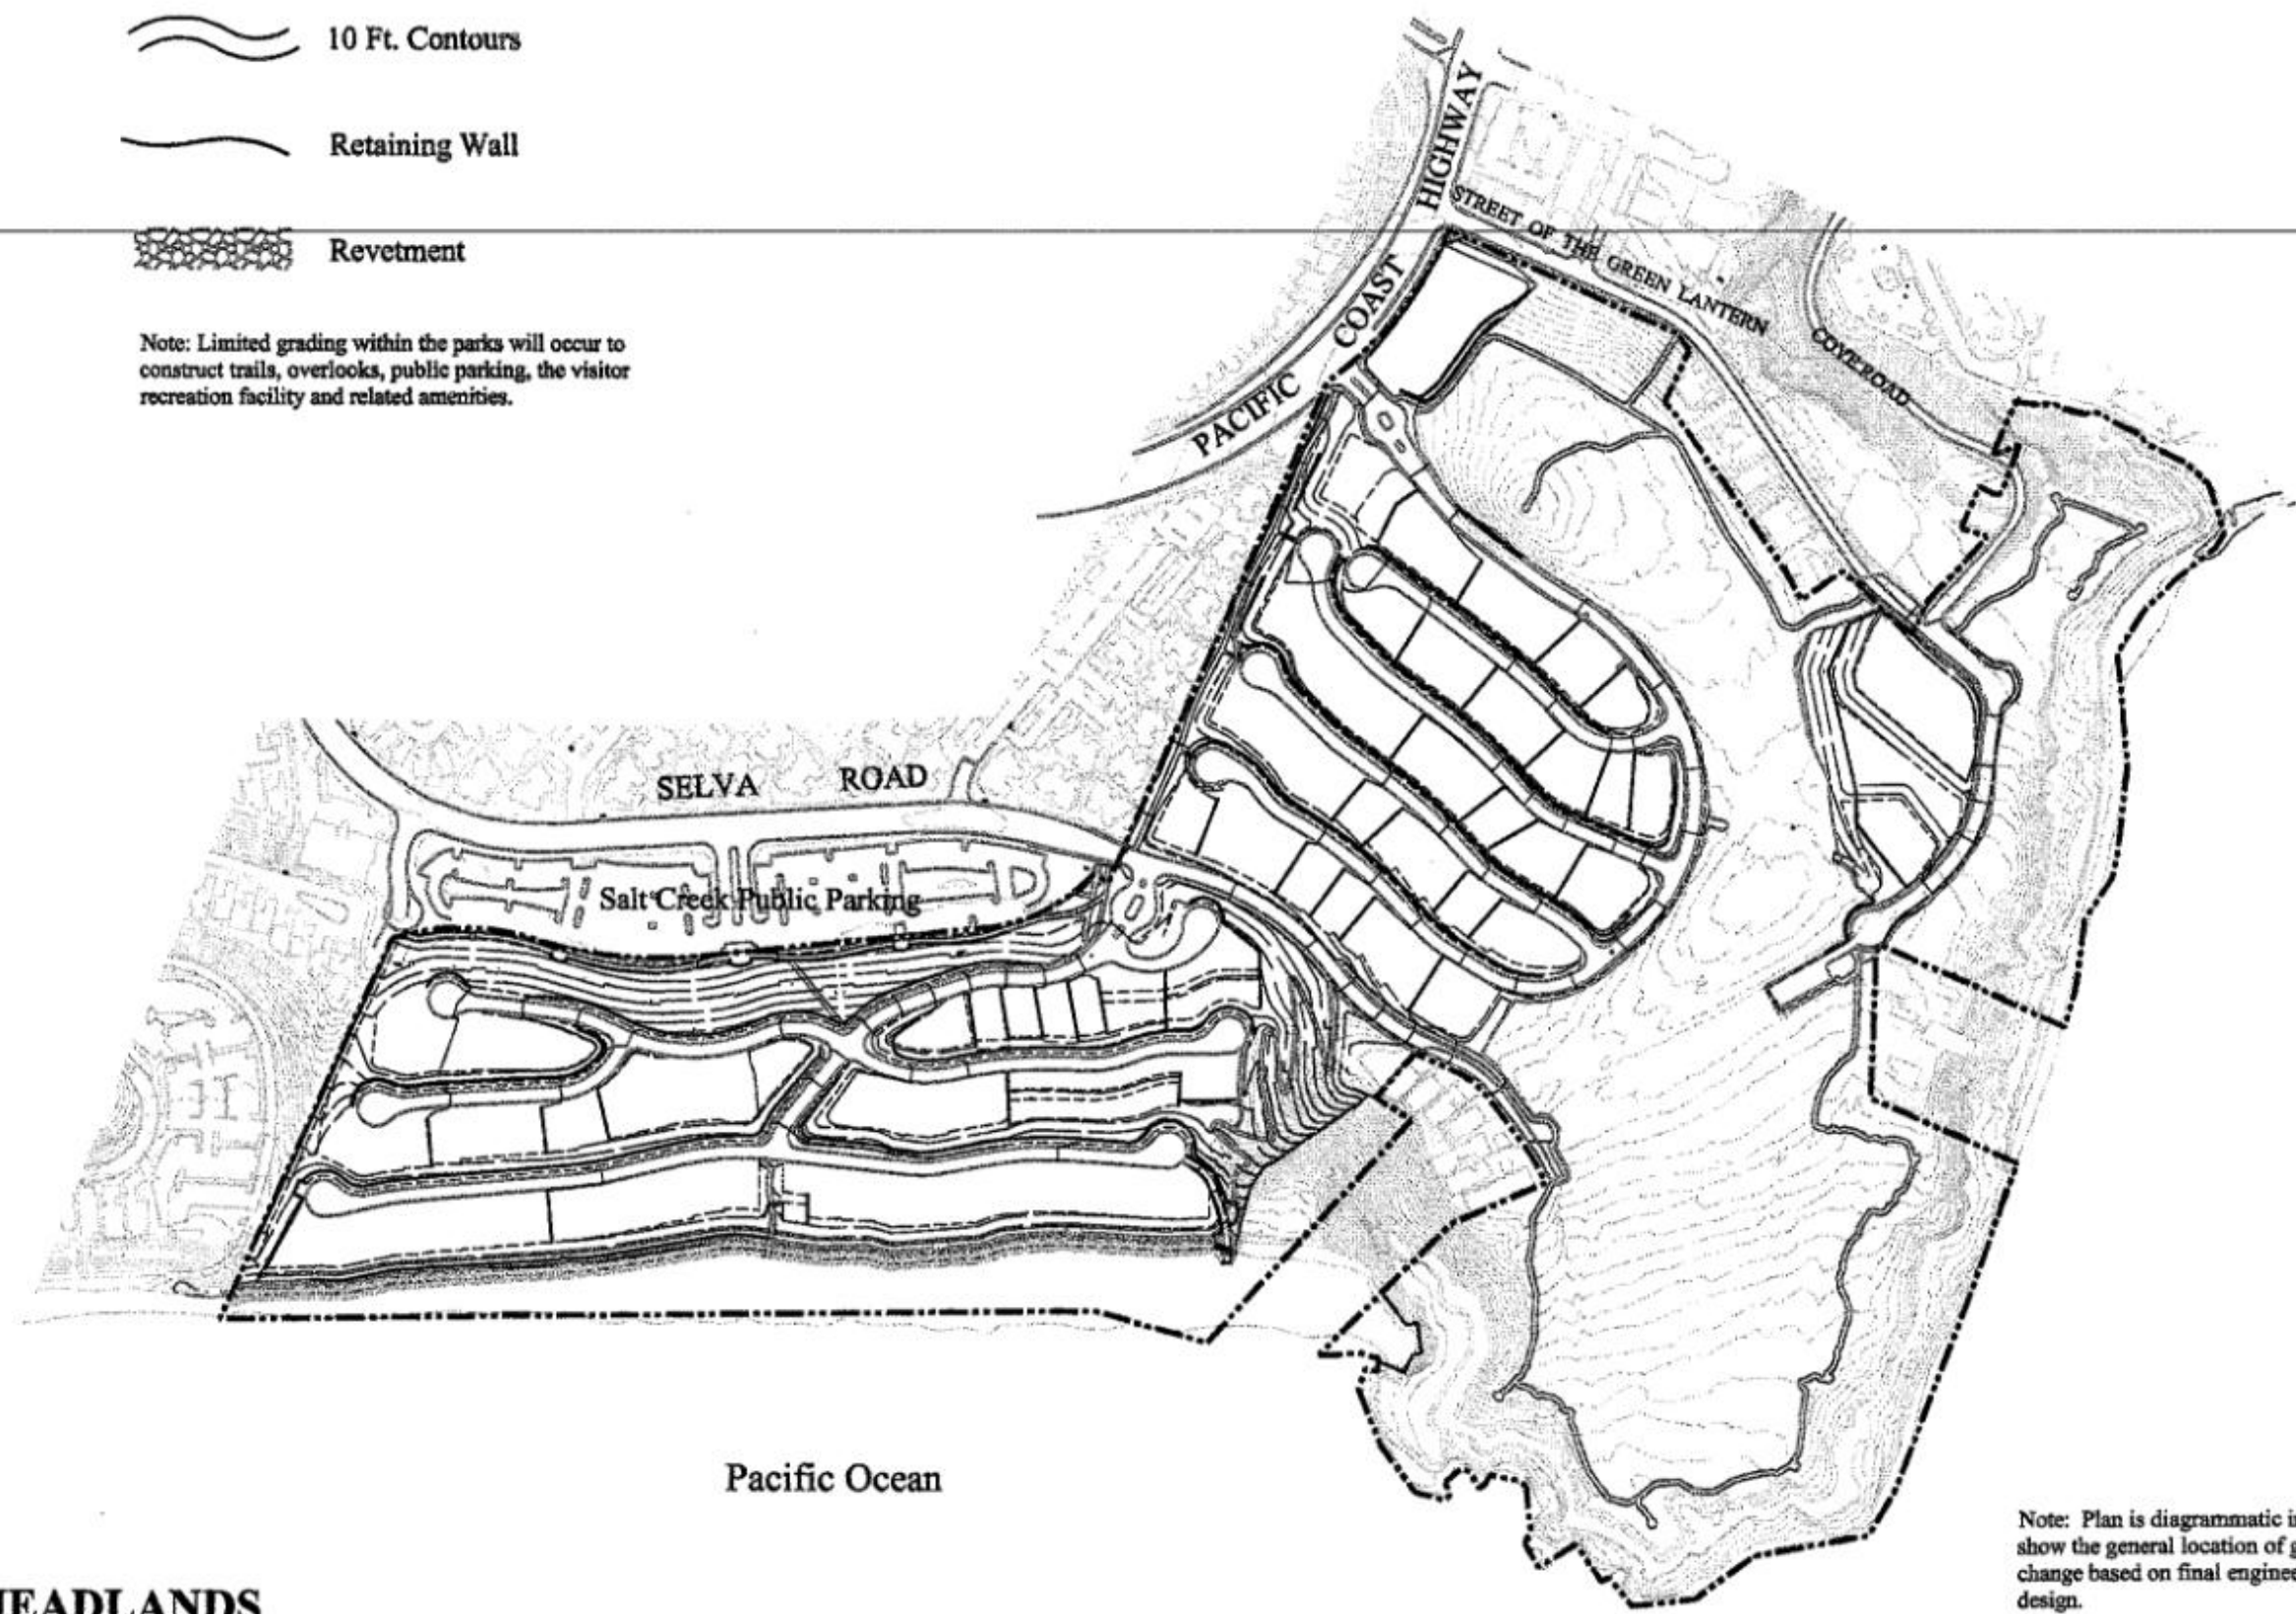 10 Ft. Contours
Retaining Wall
Revetment
Note: Limited grading within the parks will occur to
construct trails, overlooks, public parking, the visitor
recreation facility and related amenities.
PACIFIC COAST HIGHWAY
STREET OF THE GREEN LANTERN
COVE ROAD
SELVA ROAD
Salt Creek Public Parking
Pacific Ocean
Note: Plan is diagrammatic
show the general location of
change based on final
design.